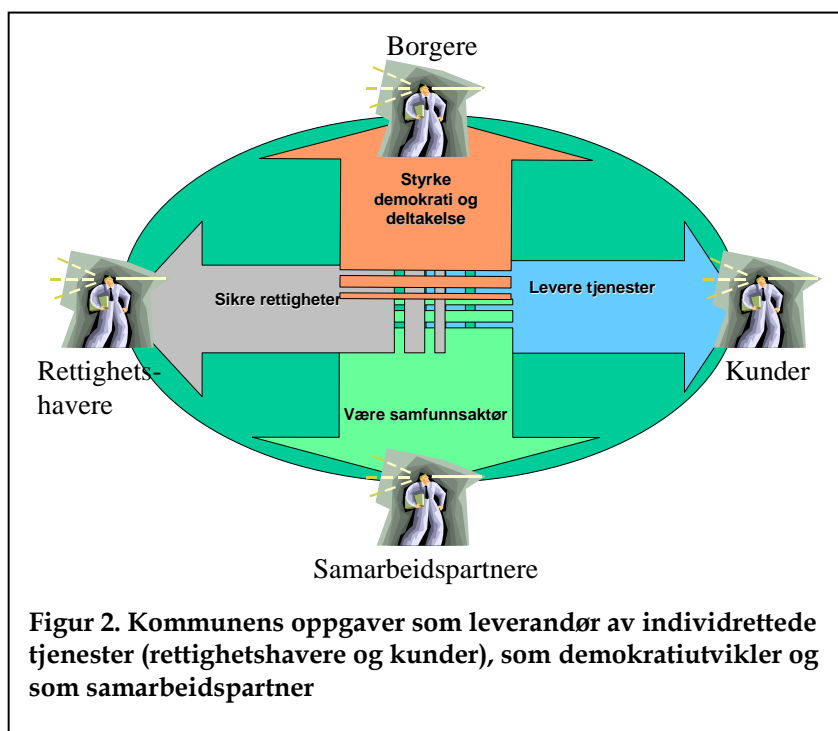 Borgere
Styrke
demokrati og
deltakelse
Sikre rettigheter
Levere tjenester
Rettighets-
havere
Kunder
Være samfunnsaktør
Samarbeidspartnere
Figur 2. Kommunens oppgaver som leverandør av individrettede
tjenester (rettighetshavere og kunder), som demokratiutvikler og
som samarbeidspartner